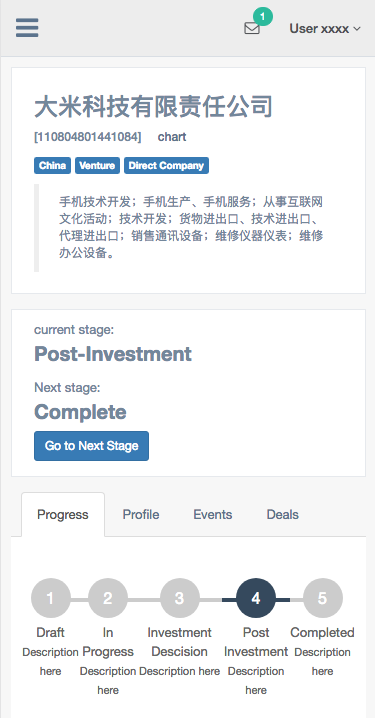 1
User xxxx
大米科技有限责任公司
[110804801441084] chart
China Venture Direct Company
手机技术开发；手机生产、手机服务；从事互联网
文化活动；技术开发；货物进出口、技术进出口、
代理进出口；销售通讯设备；维修仪器仪表；维修
办公设备。
current stage:
Post-Investment
Next stage:
Complete
Go to Next Stage
Progress Profile Events Deals
1 2 3 4 5
Draft In Investment Post Completed
Progress Descision Investment
Description Description
here Description Description here Description here
here here